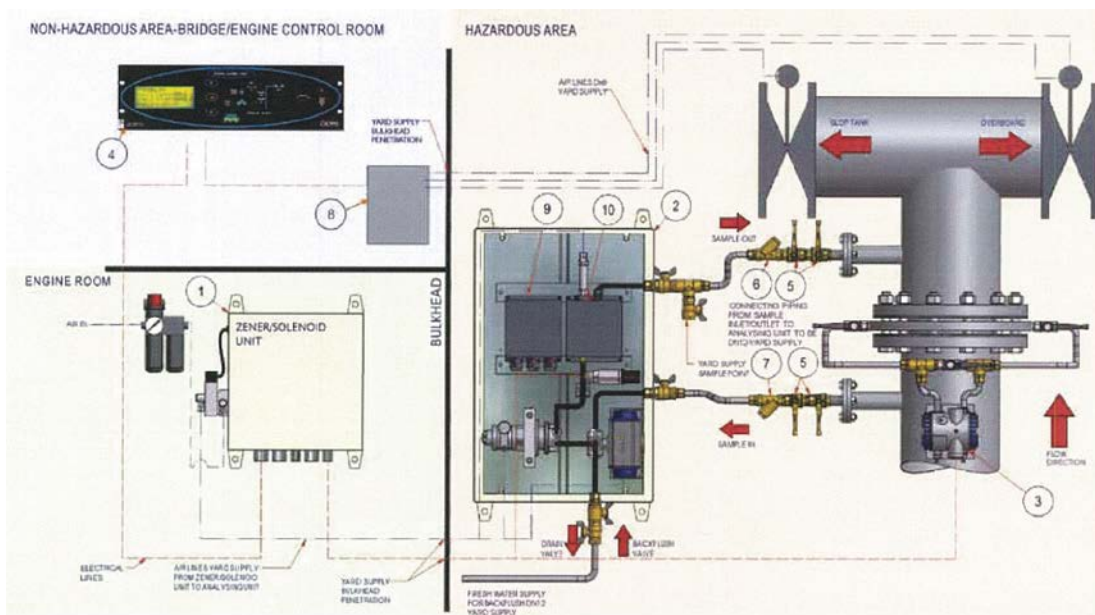 NON-HAZARDOUS AREA-BRIDGE/ENGINE CONTROL ROOM
HAZARDOUS AREA
4
YARD SUPPLY
BULKHEAD
PENETRATION
8
AIR LINES
YARD SUPPLY
SLOP TANK
OVERBOARD
9
10
2
SAMPLE OUT
6
5
CONNECTING PIPING
FROM SAMPLE
INLET/OUTLET TO
ANALYSING UNIT TO BE
YARD SUPPLY
YARD SUPPLY
SAMPLE POINT
7
5
SAMPLE IN
FLOW
DIRECTION
3
ENGINE ROOM
BULKHEAD
1
ZENER/SOLENOID
UNIT
DRAIN
VALVE
BACKFLUSH
VALVE
ELECTRICAL
LINES
AIR LINES YARD SUPPLY
FROM ZENER/SOLENOID
UNIT TO ANALYSING UNIT
YARD SUPPLY
BULKHEAD
PENETRATION
FRESH WATER SUPPLY
FOR BACKFLUSH DN12
YARD SUPPLY